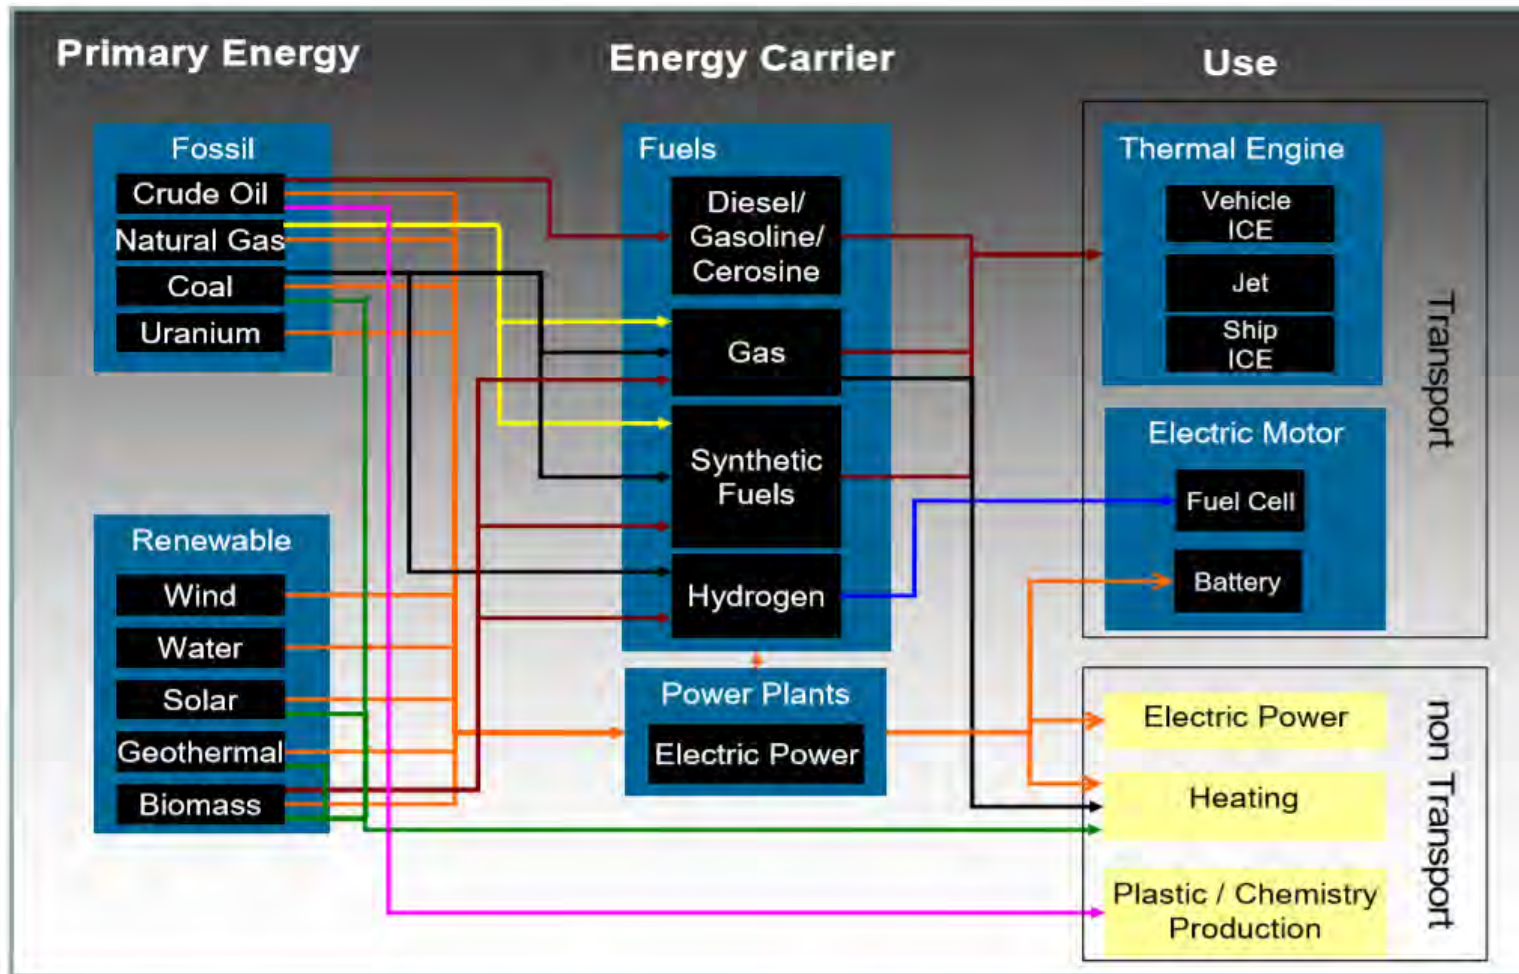 Primary Energy
Energy Carrier
Use
Fossil
Crude Oil
Natural Gas
Coal
Uranium
Renewable
Wind
Water
Solar
Geothermal
Biomass
Fuels
Diesel/
Gasoline/
Cerosine
Gas
Synthetic
Fuels
Hydrogen
Power Plants
Electric Power
Thermal Engine
Vehicle
ICE
Jet
Ship
ICE
Electric Motor
Fuel Cell
Battery
Transport
Electric Power
Heating
Plastic / Chemistry
Production
non Transport